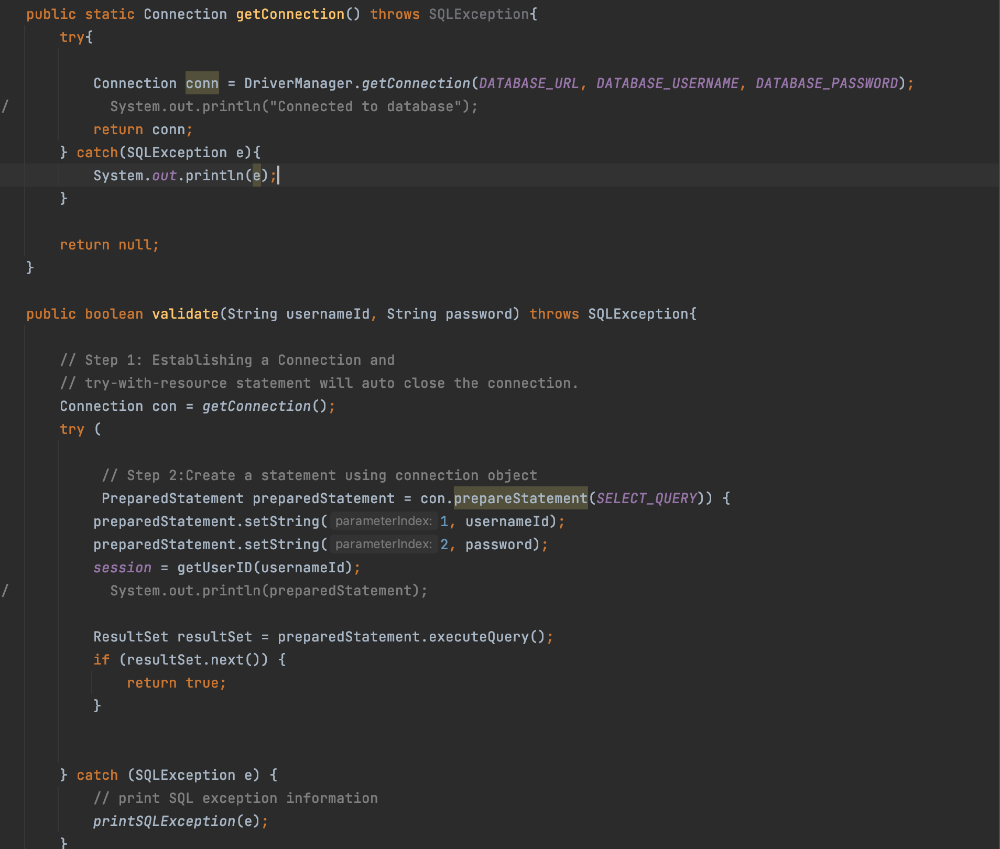 public static Connection getConnection() throws SQLException{
try{
Connection conn = DriverManager.getConnection(DATABASE_URL, DATABASE_USERNAME, DATABASE_PASSWORD);
/ System.out.println("Connected to database");
return conn;
} catch(SQLException e){
System.out.println(e);
}
return null;
}
public boolean validate(String usernameId, String password) throws SQLException{
// Step 1: Establishing a Connection and
// try-with-resource statement will auto close the connection.
Connection con = getConnection();
try (
// Step 2:Create a statement using connection object
PreparedStatement preparedStatement = con.prepareStatement(SELECT_QUERY)) {
preparedStatement.setString( parameterIndex: 1, usernameId);
preparedStatement.setString( parameterIndex: 2, password);
session = getUserID(usernameId);
/ System.out.println(preparedStatement);
ResultSet resultSet = preparedStatement.executeQuery();
if (resultSet.next()) {
return true;
}
} catch (SQLException e) {
// print SQL exception information
printSQLException(e);
}